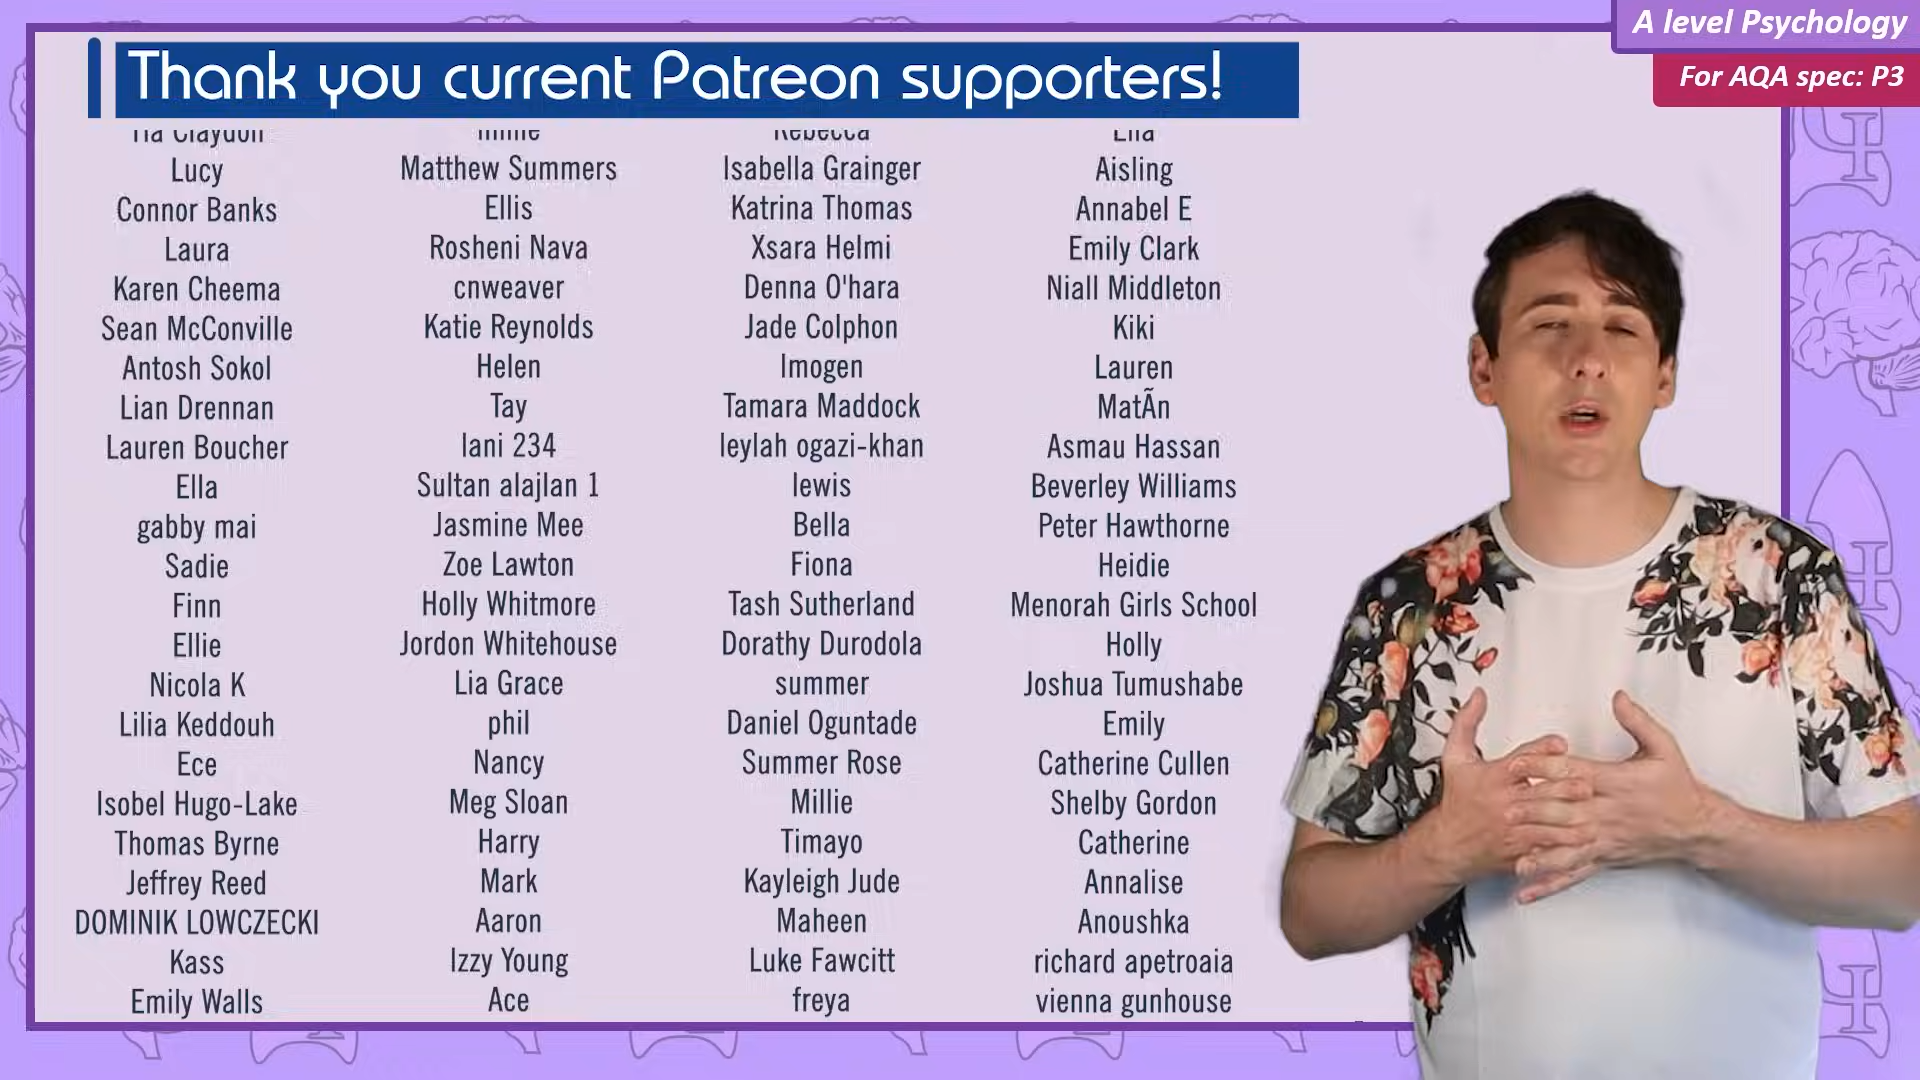 A level Psychology
For AQA spec: P3
Thank you current Patreon supporters!
Lucy Matthew Summers Isabella Grainger Aisling
Connor Banks Ellis Katrina Thomas Annabel E
Laura Rosheni Nava Xsara Helmi Emily Clark
Karen Cheema cnweaver Denna O'hara Niall Middleton
Sean McConville Katie Reynolds Jade Colphon Kiki
Antosh Sokol Helen Imogen Lauren
Lian Drennan Tay Tamara Maddock MatÃn
Lauren Boucher lani 234 leylah ogazi-khan Asmau Hassan
Ella Sultan alajlan 1 lewis Beverley Williams
gabby mai Jasmine Mee Bella Peter Hawthorne
Sadie Zoe Lawton Fiona Heidie
Finn Holly Whitmore Tash Sutherland Menorah Girls School
Ellie Jordon Whitehouse Dorathy Durodola Holly
Nicola K Lia Grace summer Joshua Tumushabe
Lilia Keddouh phil Daniel Oguntade Emily
Ece Nancy Summer Rose Catherine Cullen
Isobel Hugo-Lake Meg Sloan Millie Shelby Gordon
Thomas Byrne Harry Timayo Catherine
Jeffrey Reed Mark Kayleigh Jude Annalise
DOMINIK LOWCZECKI Aaron Maheen Anoushka
Kass Izzy Young Luke Fawcitt richard apetroaia
Emily Walls Ace freya vienna gunhouse